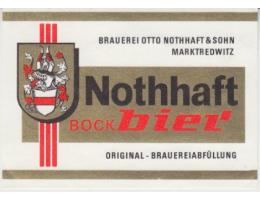 BRAUEREI OTTO NOTHHAFT & SOHN
MARKTREDWITZ
Nothhaft
BOCK bier
ORIGINAL - BRAUEREIABFÜLLUNG